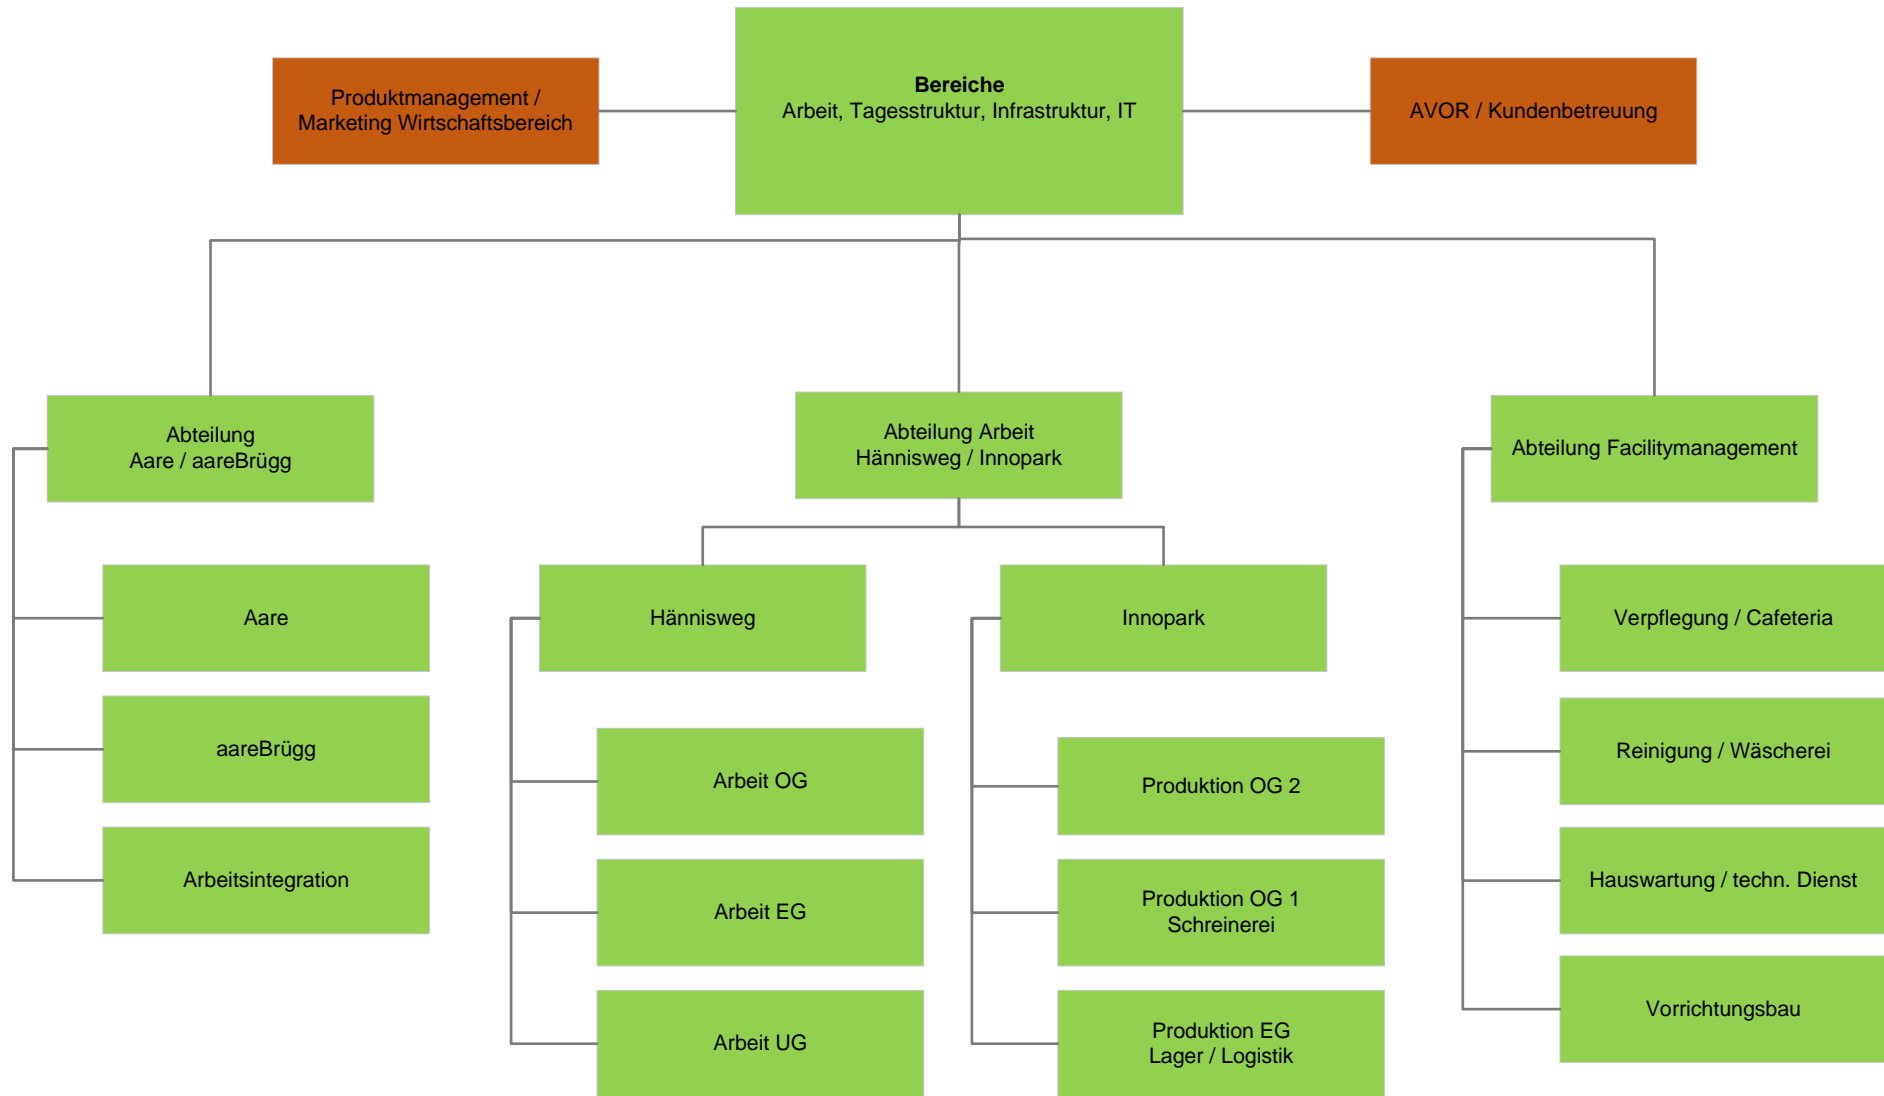 Bereiche
Arbeit, Tagesstruktur, Infrastruktur, IT
Produktmanagement /
Marketing Wirtschaftsbereich
AVOR / Kundenbetreuung
Abteilung
Aare / aareBrügg
Abteilung Arbeit
Hännisweg / Innopark
Abteilung Facilitymanagement
Aare
aareBrügg
Arbeitsintegration
Hännisweg
Arbeit OG
Arbeit EG
Arbeit UG
Innopark
Produktion OG 2
Produktion OG 1
Schreinerei
Produktion EG
Lager / Logistik
Verpflegung / Cafeteria
Reinigung / Wäscherei
Hauswartung / techn. Dienst
Vorrichtungsbau